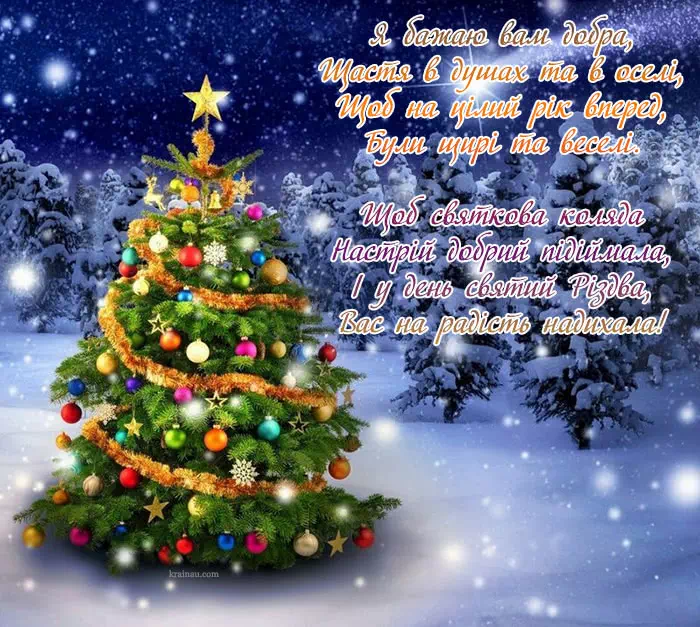 Я бажаю вам добра,
Щастя в душах та в оселі,
Щоб на цілий рік вперед,
Були щирі та веселі.
Щоб святкова коляда
Настрій добрий підіймала,
І у день святий Різдва,
Вас на радість надихала!
krainau.com